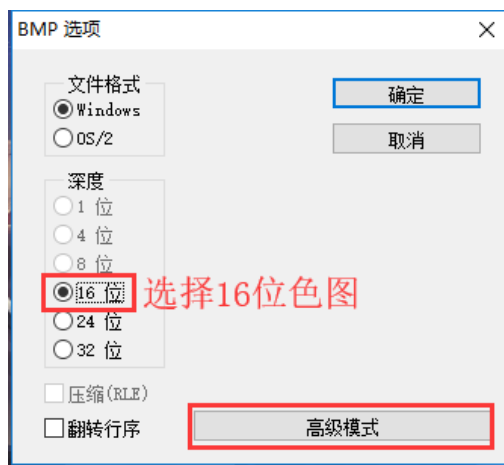 BMP 选项
文件格式
Windows
OS/2
确定
取消
深度
1 位
4 位
8 位
16 位
选择16位色图
24 位
32 位
压缩(RLE)
翻转行序
高级模式